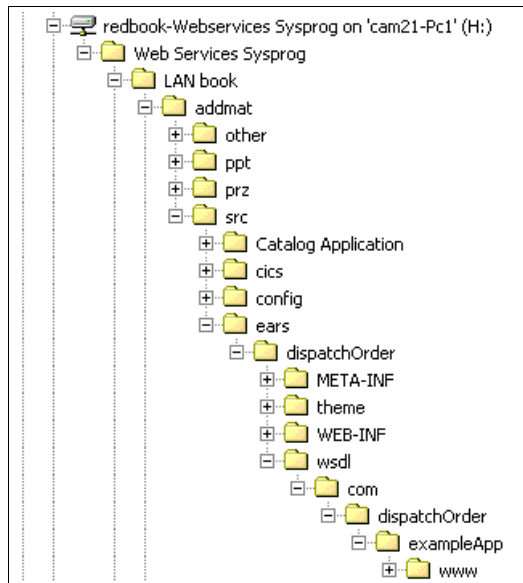 redbook-Webservices Sysprog on 'cam21-Pc1' (H:)
Web Services Sysprog
LAN book
addmat
other
ppt
prz
src
Catalog Application
cics
config
ears
dispatchOrder
META-INF
theme
WEB-INF
wsdl
com
dispatchOrder
exampleApp
www